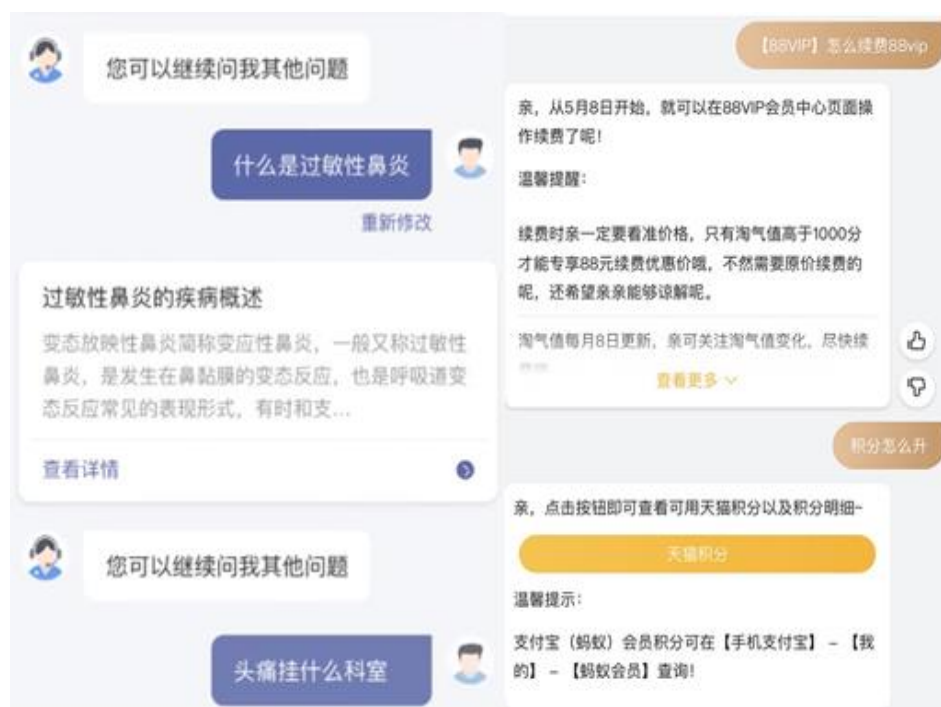 您可以继续问我其他问题
什么是过敏性鼻炎
重新修改
过敏性鼻炎的疾病概述
变态放映性鼻炎简称变应性鼻炎，一般又称过敏性
鼻炎，是发生在鼻黏膜的变态反应，也是呼吸道变
态反应常见的表现形式，有时和支...
查看详情
您可以继续问我其他问题
头痛挂什么科室
【88VIP】怎么续费88vip
亲，从5月8日开始，就可以在88VIP会员中心页面操
作续费了呢！
温馨提醒：
续费时亲一定要看准价格，只有淘气值高于1000分
才能专享88元续费优惠价哦，不然需要原价续费的
呢，还希望亲亲能够谅解呢。
淘气值每月8日更新，亲可关注淘气值变化，尽快续
查看更多
积分怎么升
亲，点击按钮即可查看可用天猫积分以及积分明细~
天猫积分
温馨提示：
支付宝（蚂蚁）会员积分可在【手机支付宝】 – 【我
的】 – 【蚂蚁会员】查询！